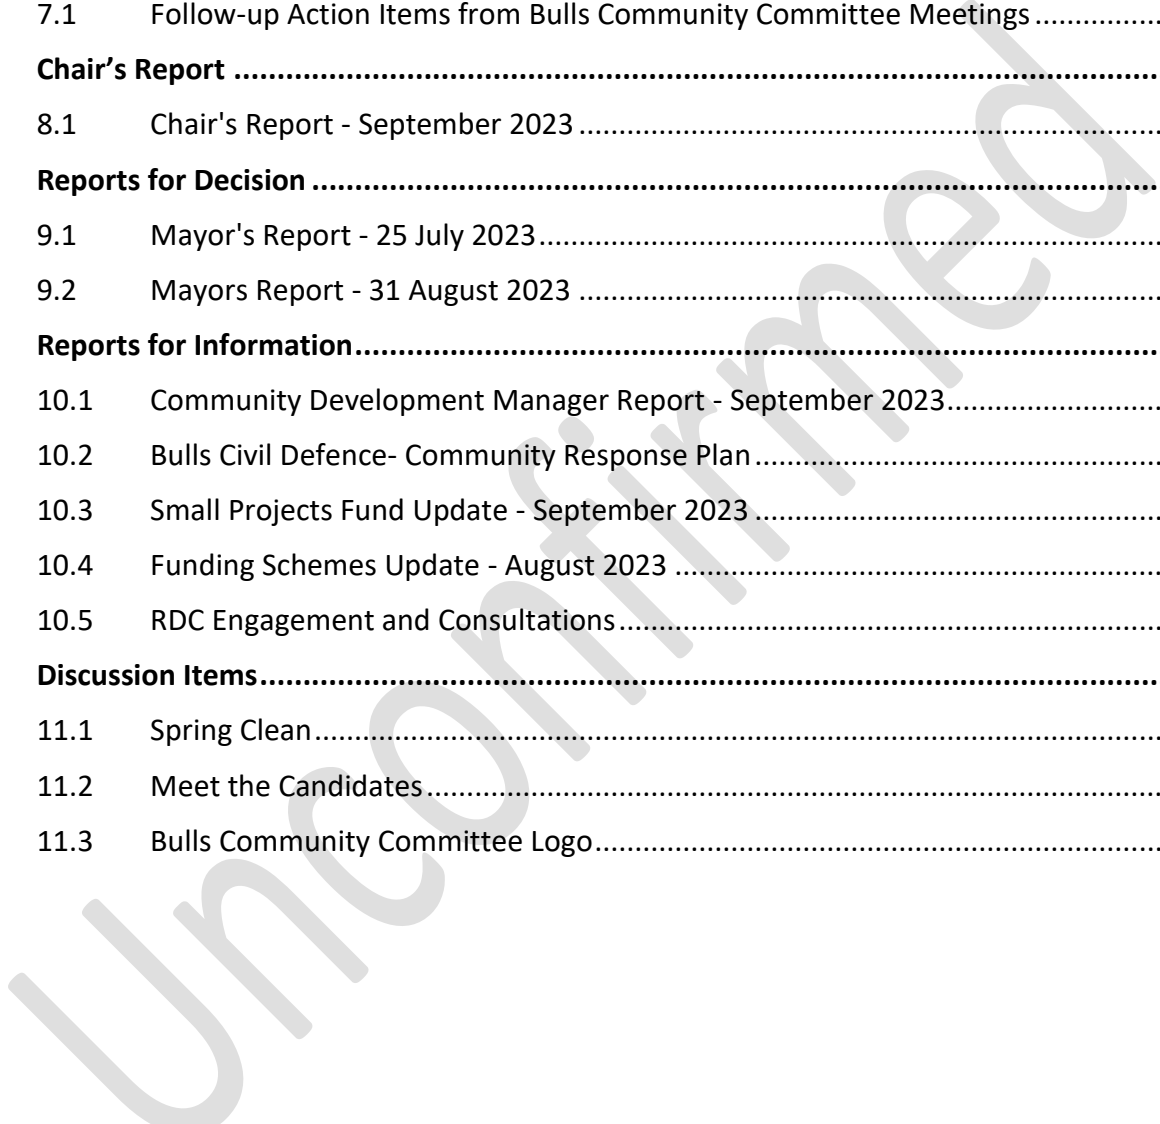 7.1 Follow-up Action Items from Bulls Community Committee Meetings ..............
Chair’s Report ..........................................................................................
8.1 Chair's Report - September 2023 ..........................................................................
Reports for Decision ..........................................................................................
9.1 Mayor's Report - 25 July 2023 ..........................................................................
9.2 Mayors Report - 31 August 2023 ..........................................................................
Reports for Information ..........................................................................................
10.1 Community Development Manager Report - September 2023 ..........................
10.2 Bulls Civil Defence- Community Response Plan ..................................................
10.3 Small Projects Fund Update - September 2023 ..................................................
10.4 Funding Schemes Update - August 2023 ..........................................................
10.5 RDC Engagement and Consultations ..................................................................
Discussion Items ..........................................................................................
11.1 Spring Clean ..........................................................................................
11.2 Meet the Candidates ..................................................................................
11.3 Bulls Community Committee Logo ..................................................................
Unconfirmed